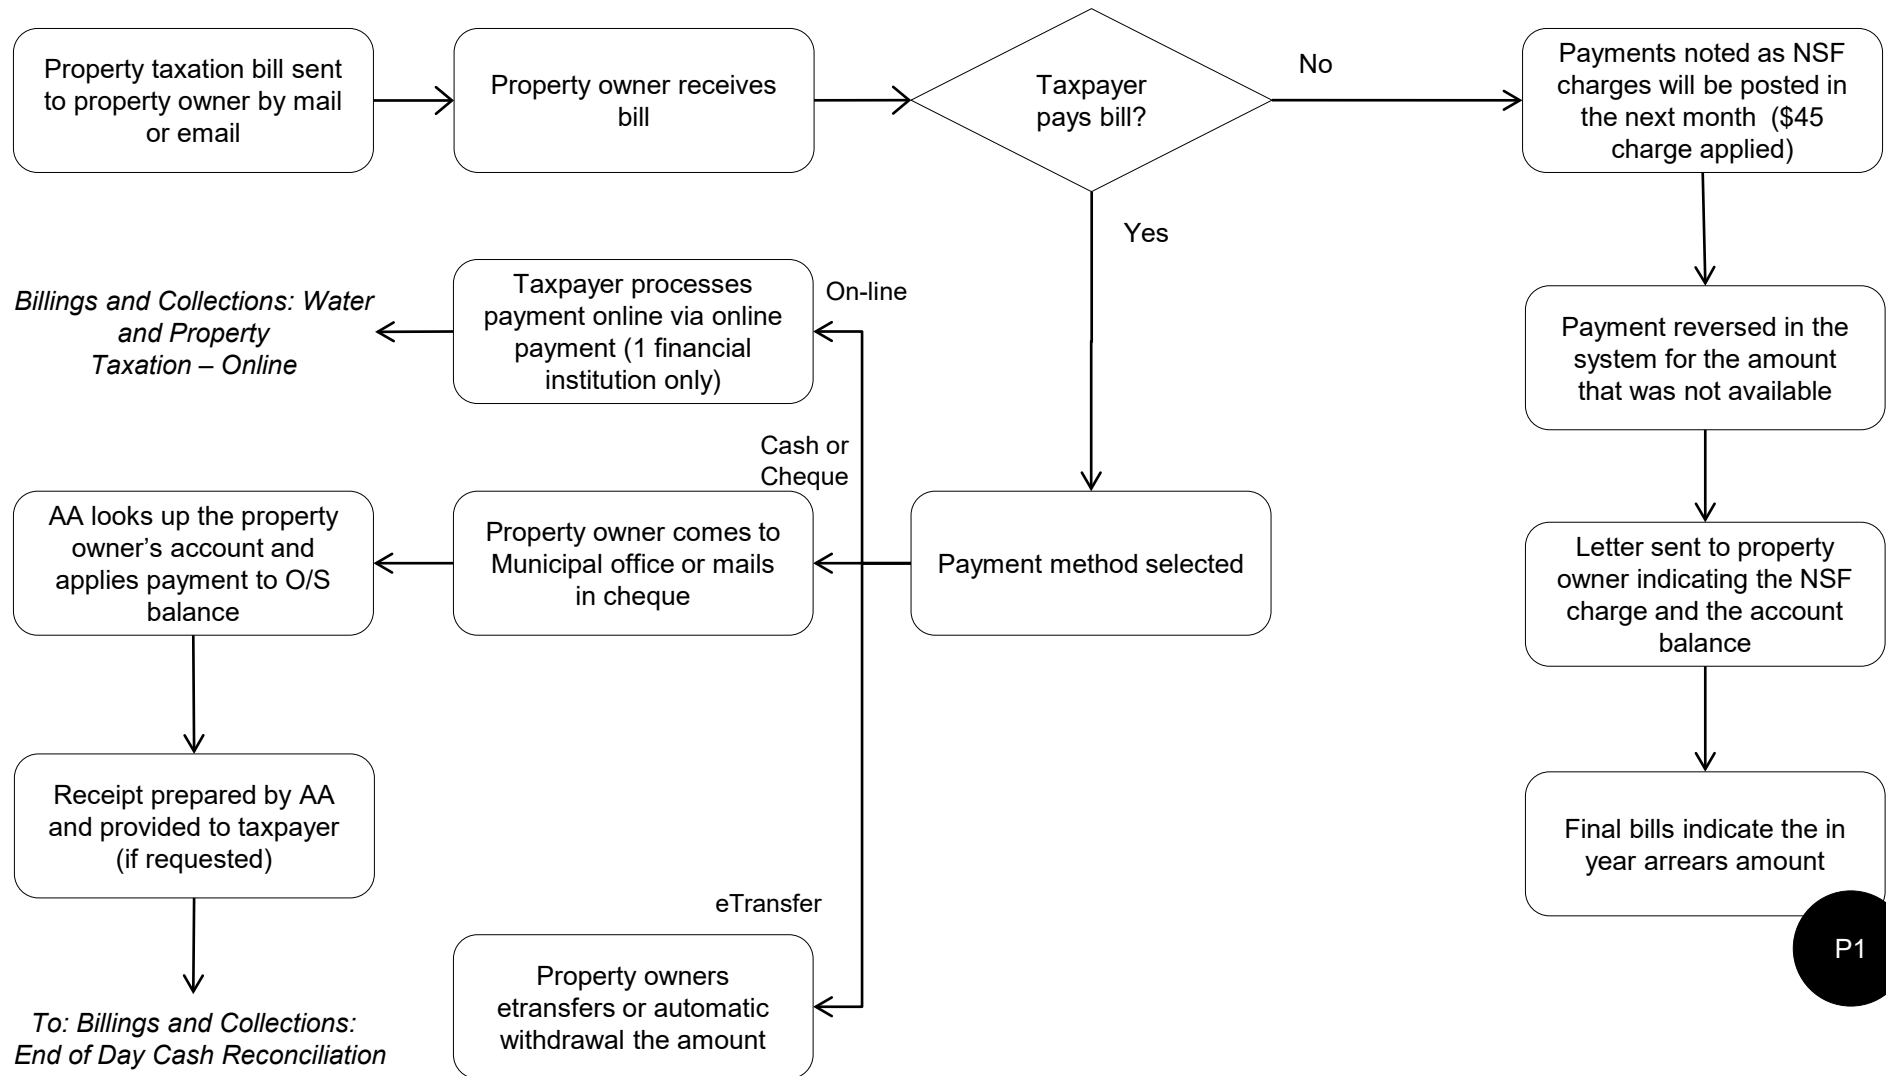 Property taxation bill sent
to property owner by mail
or email
Property owner receives
bill
Taxpayer
pays bill?
No
Payments noted as NSF
charges will be posted in
the next month  ($45
charge applied)
Yes
Billings and Collections: Water
and Property
Taxation – Online
Taxpayer processes
payment online via online
payment (1 financial
institution only)
On-line
Payment reversed in the
system for the amount
that was not available
Cash or
Cheque
AA looks up the property
owner’s account and
applies payment to O/S
balance
Property owner comes to
Municipal office or mails
in cheque
Payment method selected
Letter sent to property
owner indicating the NSF
charge and the account
balance
Receipt prepared by AA
and provided to taxpayer
(if requested)
Final bills indicate the in
year arrears amount
P1
eTransfer
Property owners
etransfers or automatic
withdrawal the amount
To: Billings and Collections:
End of Day Cash Reconciliation